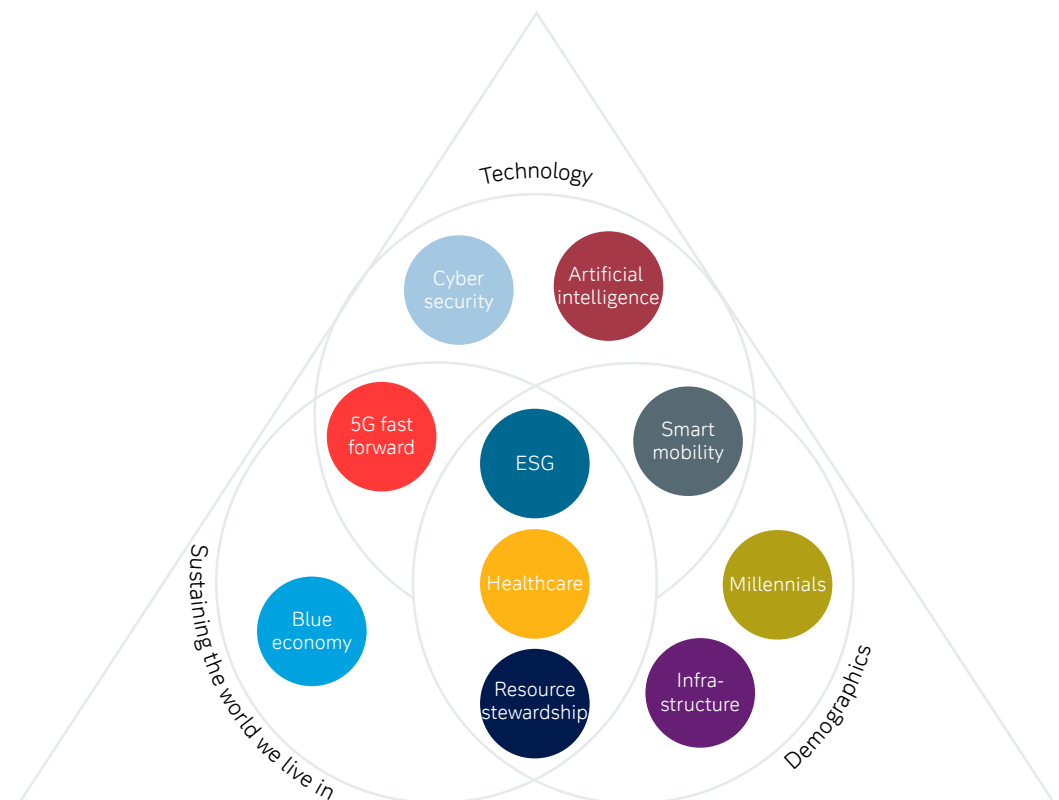 Technology
Cyber
security
Artificial
intelligence
5G fast
forward
ESG
Smart
mobility
Healthcare
Millennials
Blue
economy
Resource
stewardship
Infra-
structure
Sustaining the world we live in
Demographics